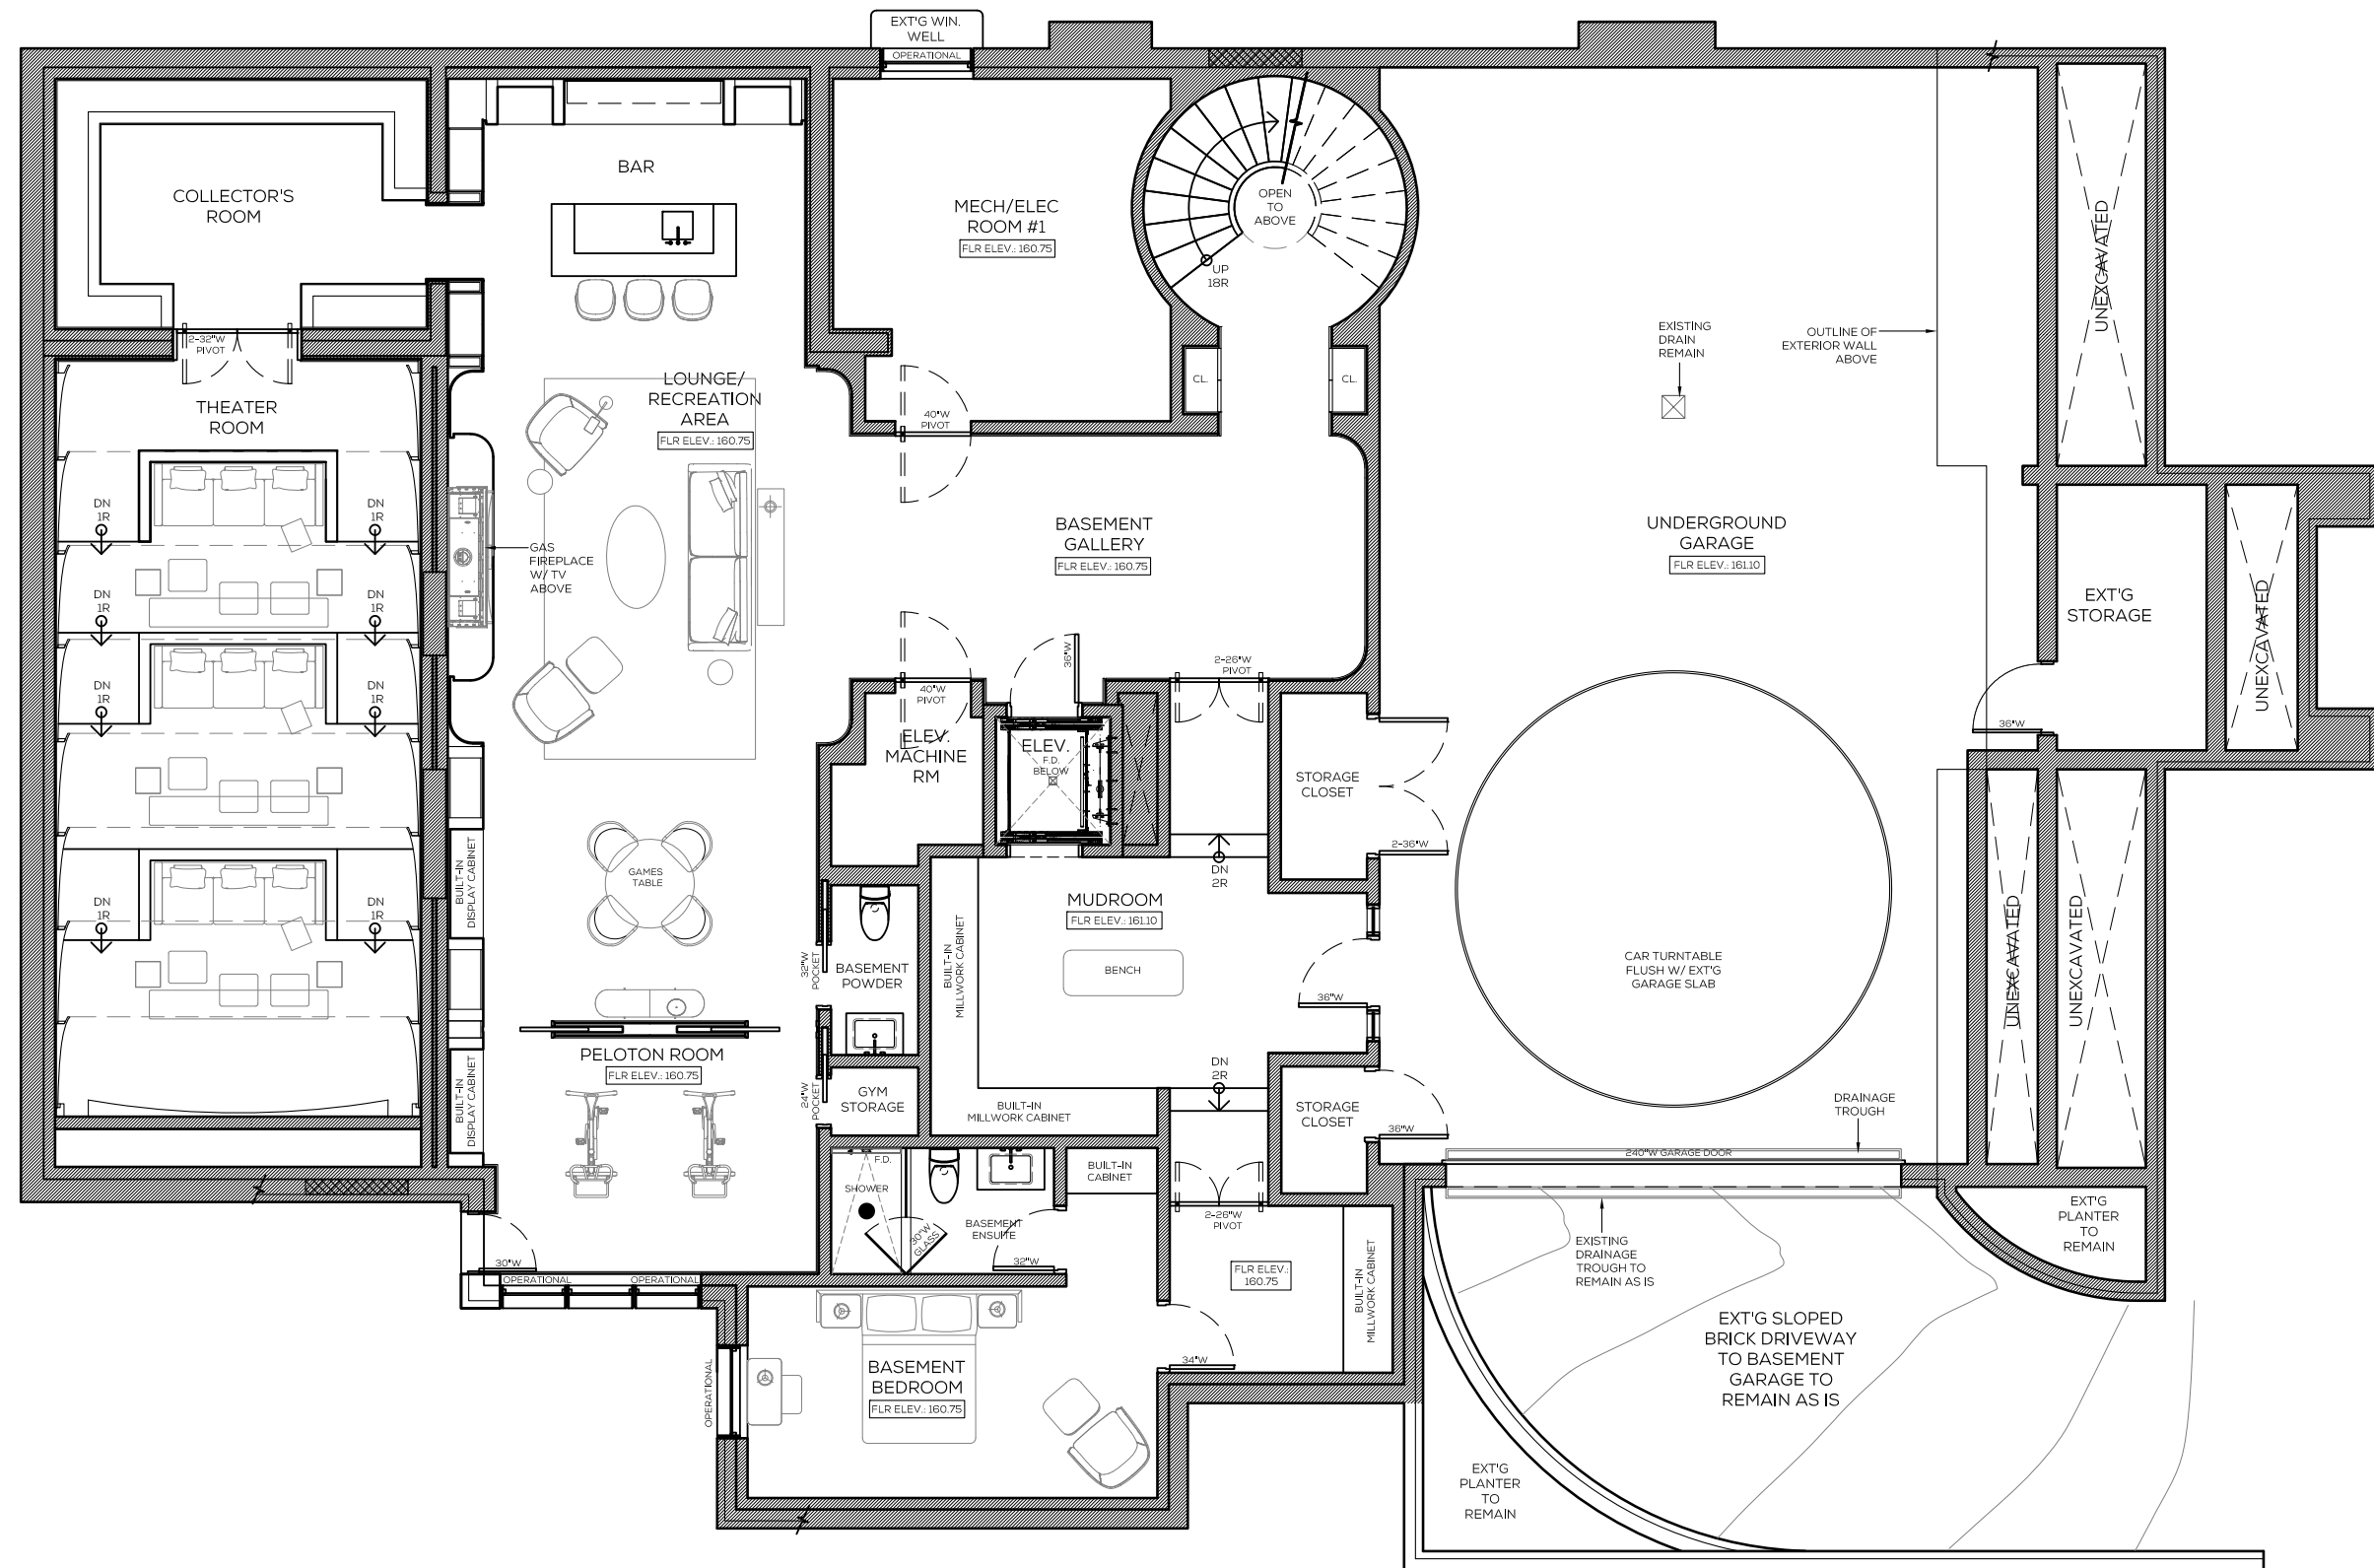 EXT'G WIN.
WELL
OPERATIONAL
COLLECTOR'S
ROOM
BAR
MECH/ELEC
ROOM #1
FLR ELEV.: 160.75
OPEN
TO
ABOVE
UP
18R
UNEXCAVATED
2-32"W
PIVOT
EXISTING
DRAIN
REMAIN
OUTLINE OF
EXTERIOR WALL
ABOVE
THEATER
ROOM
LOUNGE/
RECREATION
AREA
FLR ELEV.: 160.75
CL.
CL.
40"W
PIVOT
DN
1R
DN
1R
GAS
FIREPLACE
W/ TV
ABOVE
BASEMENT
GALLERY
FLR ELEV.: 160.75
UNDERGROUND
GARAGE
FLR ELEV.: 161.10
DN
1R
DN
1R
EXT'G
STORAGE
UNEXCAVATED
36"W
DN
1R
DN
1R
40"W
PIVOT
36"W
2-26"W
PIVOT
ELEV.
MACHINE
RM
ELEV.
F.D.
BELOW
STORAGE
CLOSET
2-36"W
BUILT-IN
DISPLAY CABINET
GAMES
TABLE
DN
1R
DN
1R
DN
2R
MUDROOM
FLR ELEV.: 161.10
BUILT-IN
MILLWORK CABINET
BENCH
32"W
POCKET
BASEMENT
POWDER
36"W
CAR TURNTABLE
FLUSH W/ EXT'G
GARAGE SLAB
UNEXCAVATED
UNEXCAVATED
PELOTON ROOM
FLR ELEV.: 160.75
BUILT-IN
DISPLAY CABINET
24"W
POCKET
GYM
STORAGE
BUILT-IN
MILLWORK CABINET
DN
2R
STORAGE
CLOSET
36"W
DRAINAGE
TROUGH
240"W GARAGE DOOR
F.D.
SHOWER
30"W
GLASS
BASEMENT
ENSUITE
32"W
BUILT-IN
CABINET
2-26"W
PIVOT
EXISTING
DRAINAGE
TROUGH TO
REMAIN AS IS
EXT'G
PLANTER
TO
REMAIN
30"W
OPERATIONAL
OPERATIONAL
FLR ELEV.:
160.75
BUILT-IN
MILLWORK CABINET
OPERATIONAL
BASEMENT
BEDROOM
FLR ELEV.: 160.75
34"W
EXT'G SLOPED
BRICK DRIVEWAY
TO BASEMENT
GARAGE TO
REMAIN AS IS
EXT'G
PLANTER
TO
REMAIN